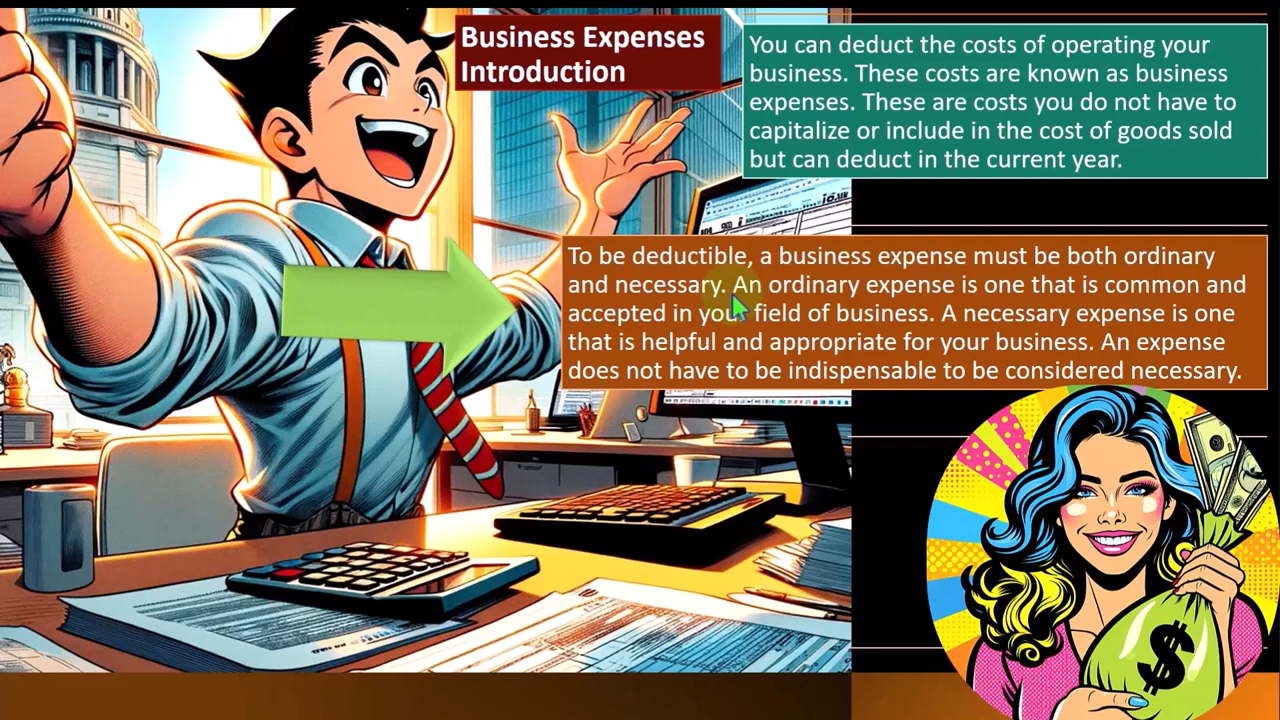 Business Expenses
Introduction
You can deduct the costs of operating your
business. These costs are known as business
expenses. These are costs you do not have to
capitalize or include in the cost of goods sold
but can deduct in the current year.
To be deductible, a business expense must be both ordinary
and necessary. An ordinary expense is one that is common and
accepted in your field of business. A necessary expense is one
that is helpful and appropriate for your business. An expense
does not have to be indispensable to be considered necessary.
$